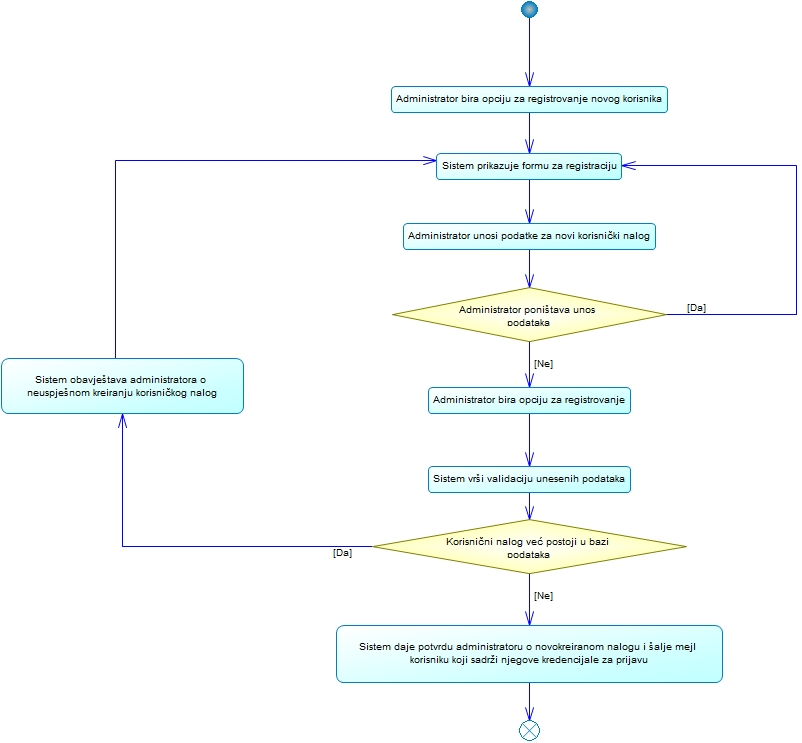 Administrator bira opciju za registrovanje novog korisnika
Sistem prikazuje formu za registraciju
Administrator unosi podatke za novi korisnički nalog
Administrator poništava unos
podataka
[Da]
[Ne]
Sistem obavještava administratora o
neuspješnom kreiranju korisničkog nalog
Administrator bira opciju za registrovanje
Sistem vrši validaciju unesenih podataka
Korisnični nalog već postoji u bazi
podataka
[Da]
[Ne]
Sistem daje potvrdu administratoru o novokreiranom nalogu i šalje mejl
korisniku koji sadrži njegove kredencijale za prijavu